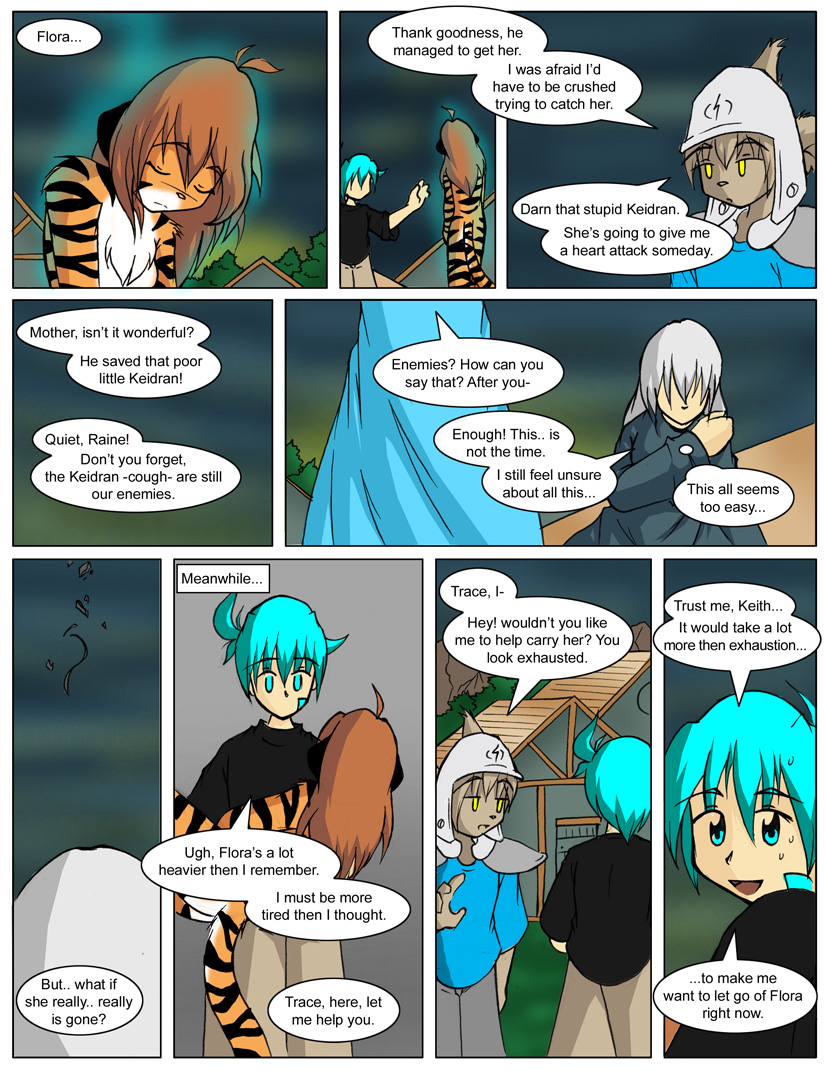 Flora...
Thank goodness, he
managed to get her.
I was afraid I'd
have to be crushed
trying to catch her.
Darn that stupid Keidran.
She's going to give me
a heart attack someday.
Mother, isn't it wonderful?
He saved that poor
little Keidran!
Quiet, Raine!
Don't you forget,
the Keidran -cough- are still
our enemies.
Enemies? How can you
say that? After you-
Enough! This.. is
not the time.
I still feel unsure
about all this...
This all seems
too easy...
But.. what if
she really.. really
is gone?
Meanwhile...
Ugh, Flora's a lot
heavier then I remember.
I must be more
tired then I thought.
Trace, here, let
me help you.
Trace, I-
Hey! wouldn't you like
me to help carry her? You
look exhausted.
Trust me, Keith...
It would take a lot
more then exhaustion...
...to make me
want to let go of Flora
right now.